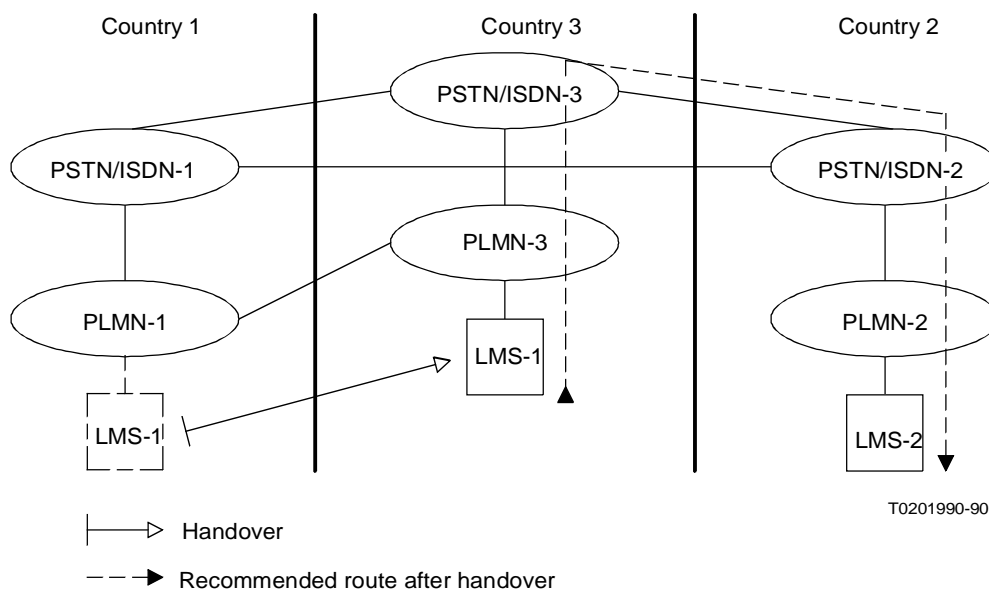 Country 1
Country 3
Country 2
PSTN/ISDN-3
PSTN/ISDN-1
PSTN/ISDN-2
PLMN-3
PLMN-1
PLMN-2
LMS-1
LMS-1
LMS-2
T0201990-90
Handover
Recommended route after handover